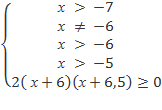 x > −7
x ≠ −6
x > −6
x > −5
2( x+6)(x+6,5) ≥ 0